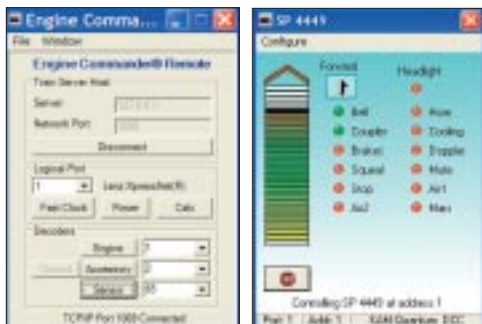 Engine Comma...
File Window
Engine Commander® Remote
Train Server Host
Server:
Network Port:
Disconnect
Logical Port
1 Lenz XpressNet(R)
Fast Clock Power Cabs
Decoders
Engine 7
Accessory 2
Sensor 65
TCP/IP Port 1000 Connected
SP 4449
Configure
Forward Headlight
Bell Horn
Coupler Cooling
Brakes Doppler
Squeal Mute
Stop Air1
Air2 Mars
Controlling SP 4449 at address 1
Port 1 Addr 1 KAM Quantum DCC